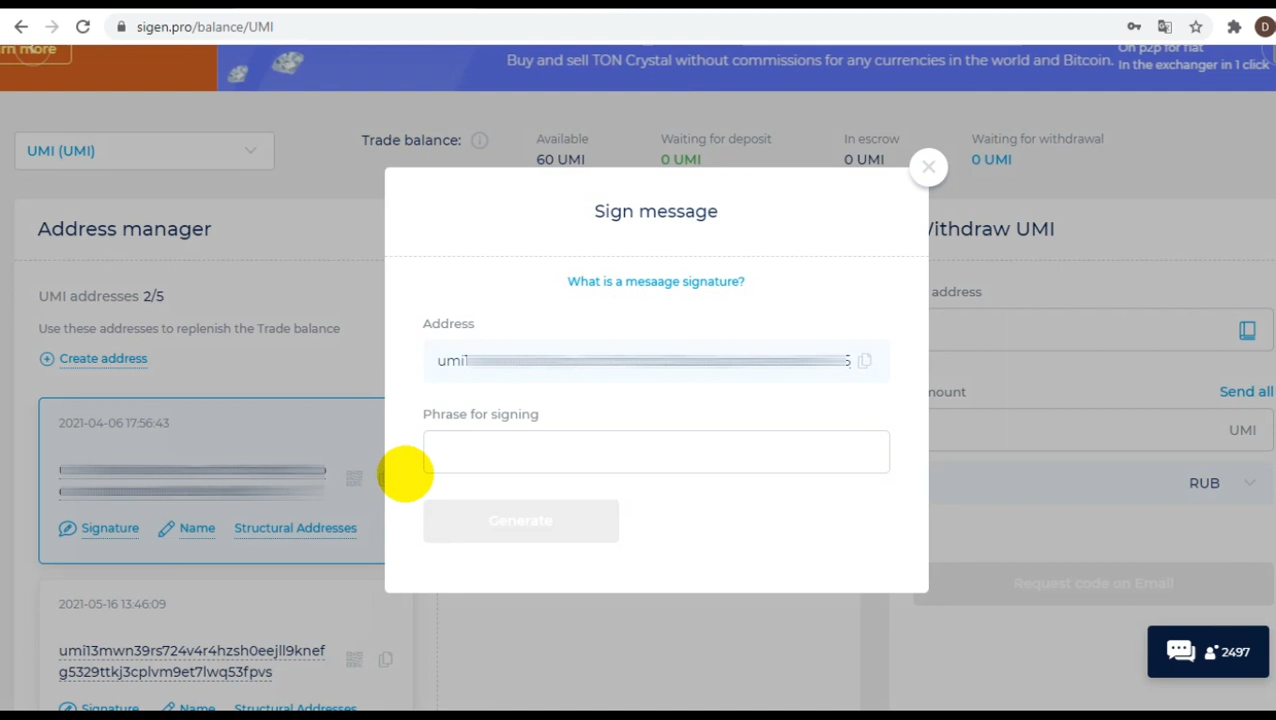 sigen.pro/balance/UMI
D
rn more
Buy and sell TON Crystal without commissions for any currencies in the world and Bitcoin.
On p2p for fiat
In the exchanger in 1 click
UMI (UMI)
Trade balance:
Available
60 UMI
Waiting for deposit
0 UMI
In escrow
0 UMI
Waiting for withdrawal
0 UMI
Address manager
UMI addresses 2/5
Use these addresses to replenish the Trade balance
Create address
2021-04-06 17:56:43
Signature
Name
Structural Addresses
2021-05-16 13:46:09
umi13mwn39rs724v4r4hzsh0eejll9knef
g5329ttkj3cplvm9et7lwq53fpvs
Signature
Name
Structural Addresses
Sign message
What is a mesaage signature?
Address
umi1
5
Phrase for signing
Generate
Withdraw UMI
address
mount
Send all
UMI
RUB
Request code on Email
2497